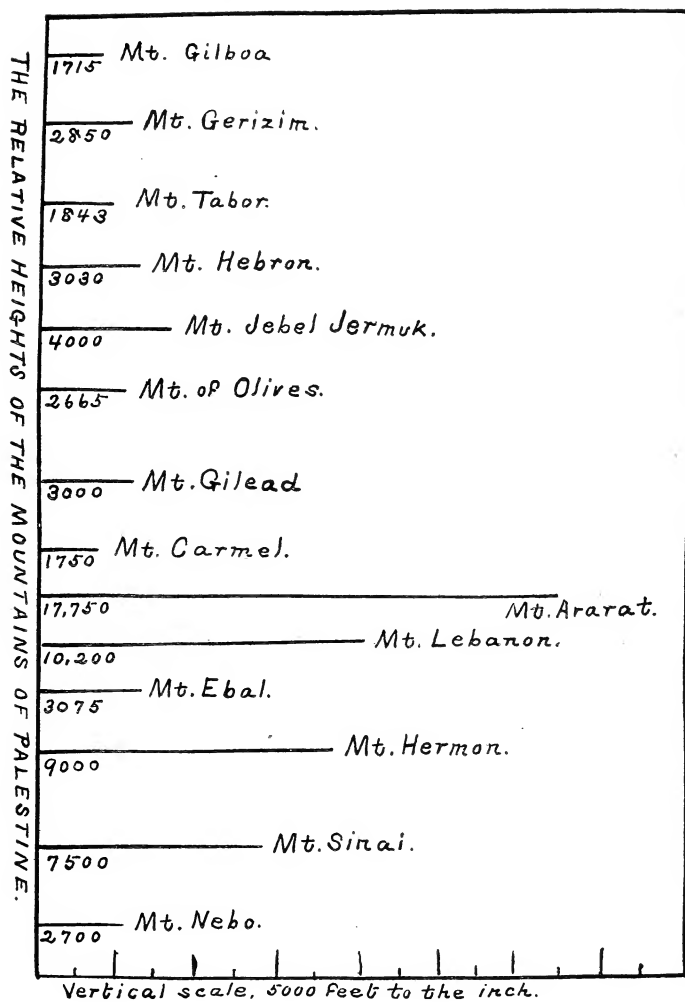 THE RELATIVE HEIGHTS OF THE MOUNTAINS OF PALESTINE.
1715 Mt. Gilboa
2850 Mt. Gerizim.
1843 Mt. Tabor.
3030 Mt. Hebron.
4000 Mt. Jebel Jermuk.
2665 Mt. of Olives.
3000 Mt. Gilead
1750 Mt. Carmel.
17,750 Mt. Ararat.
10,200 Mt. Lebanon.
3075 Mt. Ebal.
9000 Mt. Hermon.
7500 Mt. Sinai.
2700 Mt. Nebo.
Vertical scale, 5000 feet to the inch.